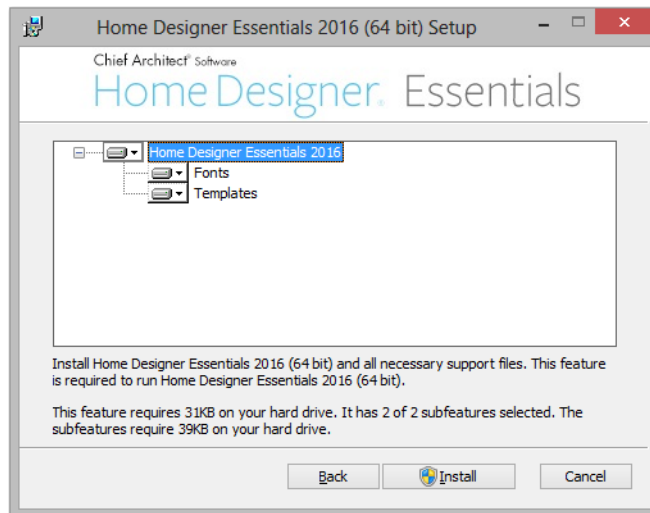 Home Designer Essentials 2016 (64 bit) Setup
Chief Architect® Software
Home Designer® Essentials
Home Designer Essentials 2016
Fonts
Templates
Install Home Designer Essentials 2016 (64 bit) and all necessary support files. This feature
is required to run Home Designer Essentials 2016 (64 bit).
This feature requires 31KB on your hard drive. It has 2 of 2 subfeatures selected. The
subfeatures require 39KB on your hard drive.
Back Install Cancel